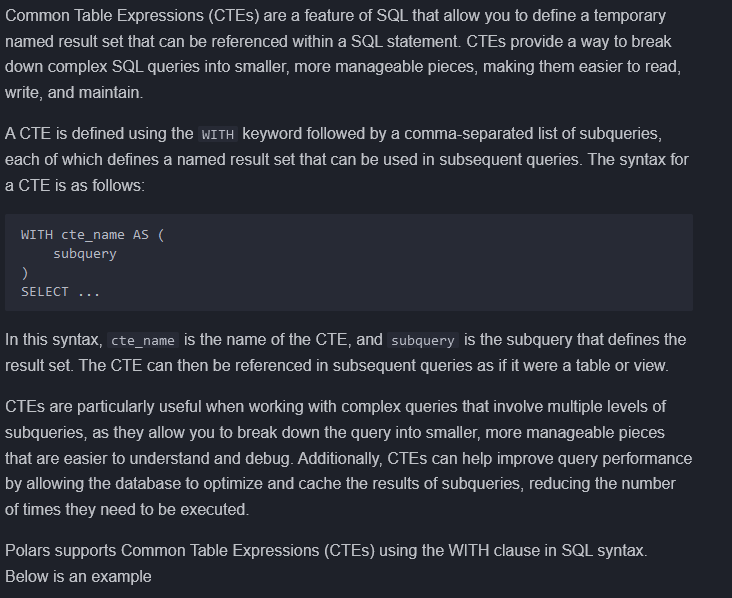 Common Table Expressions (CTEs) are a feature of SQL that allow you to define a temporary
named result set that can be referenced within a SQL statement. CTEs provide a way to break
down complex SQL queries into smaller, more manageable pieces, making them easier to read,
write, and maintain.
A CTE is defined using the WITH keyword followed by a comma-separated list of subqueries,
each of which defines a named result set that can be used in subsequent queries. The syntax for
a CTE is as follows:
WITH cte_name AS (
    subquery
)
SELECT ...
In this syntax, cte_name is the name of the CTE, and subquery is the subquery that defines the
result set. The CTE can then be referenced in subsequent queries as if it were a table or view.
CTEs are particularly useful when working with complex queries that involve multiple levels of
subqueries, as they allow you to break down the query into smaller, more manageable pieces
that are easier to understand and debug. Additionally, CTEs can help improve query performance
by allowing the database to optimize and cache the results of subqueries, reducing the number
of times they need to be executed.
Polars supports Common Table Expressions (CTEs) using the WITH clause in SQL syntax.
Below is an example